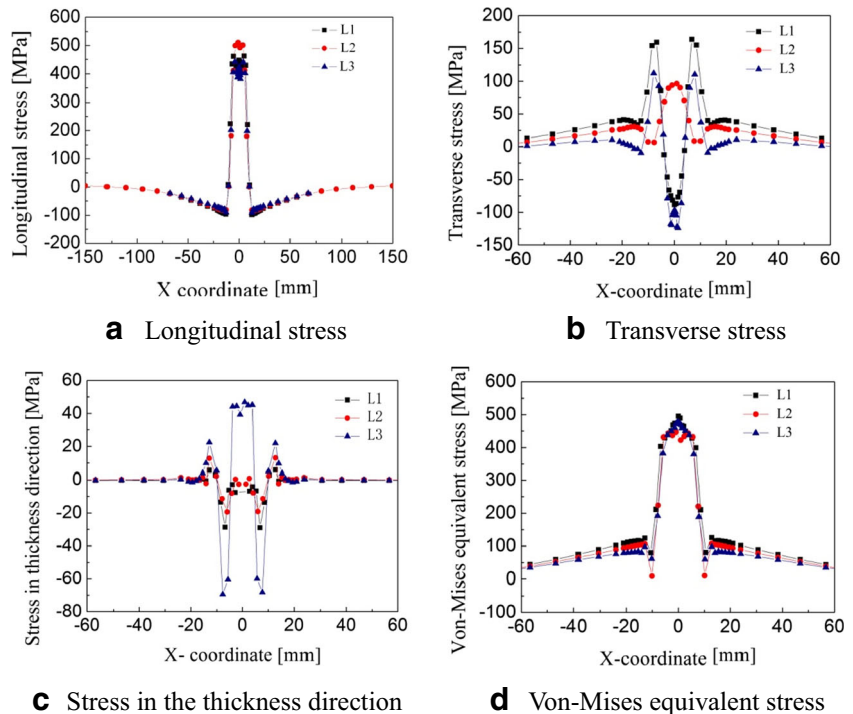 Longitudinal stress [MPa]
600
500
400
300
200
100
0
-100
-200
L1
L2
L3
-150
-100
-50
0
50
100
150
X coordinate [mm]
a Longitudinal stress
Transverse stress [MPa]
200
150
100
50
0
-50
-100
-150
L1
L2
L3
-60
-40
-20
0
20
40
60
X-coordinate [mm]
b Transverse stress
Stress in thickness direction [MPa]
60
40
20
0
-20
-40
-60
-80
L1
L2
L3
-60
-40
-20
0
20
40
60
X- coordinate [mm]
c Stress in the thickness direction
Von-Mises equivalent stress [MPa]
600
500
400
300
200
100
0
-100
L1
L2
L3
-60
-40
-20
0
20
40
60
X-coordinate [mm]
d Von-Mises equivalent stress